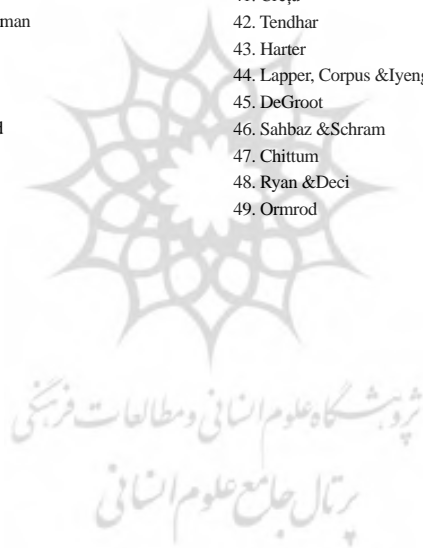 man
42. Tendhar
43. Harter
44. Lapper, Corpus &Iyeng
45. DeGroot
46. Sahbaz &Schram
47. Chittum
48. Ryan &Deci
49. Ormrod
پژوهشگاه علوم انسانی و مطالعات فرهنگی
پرتال جامع علوم انسانی